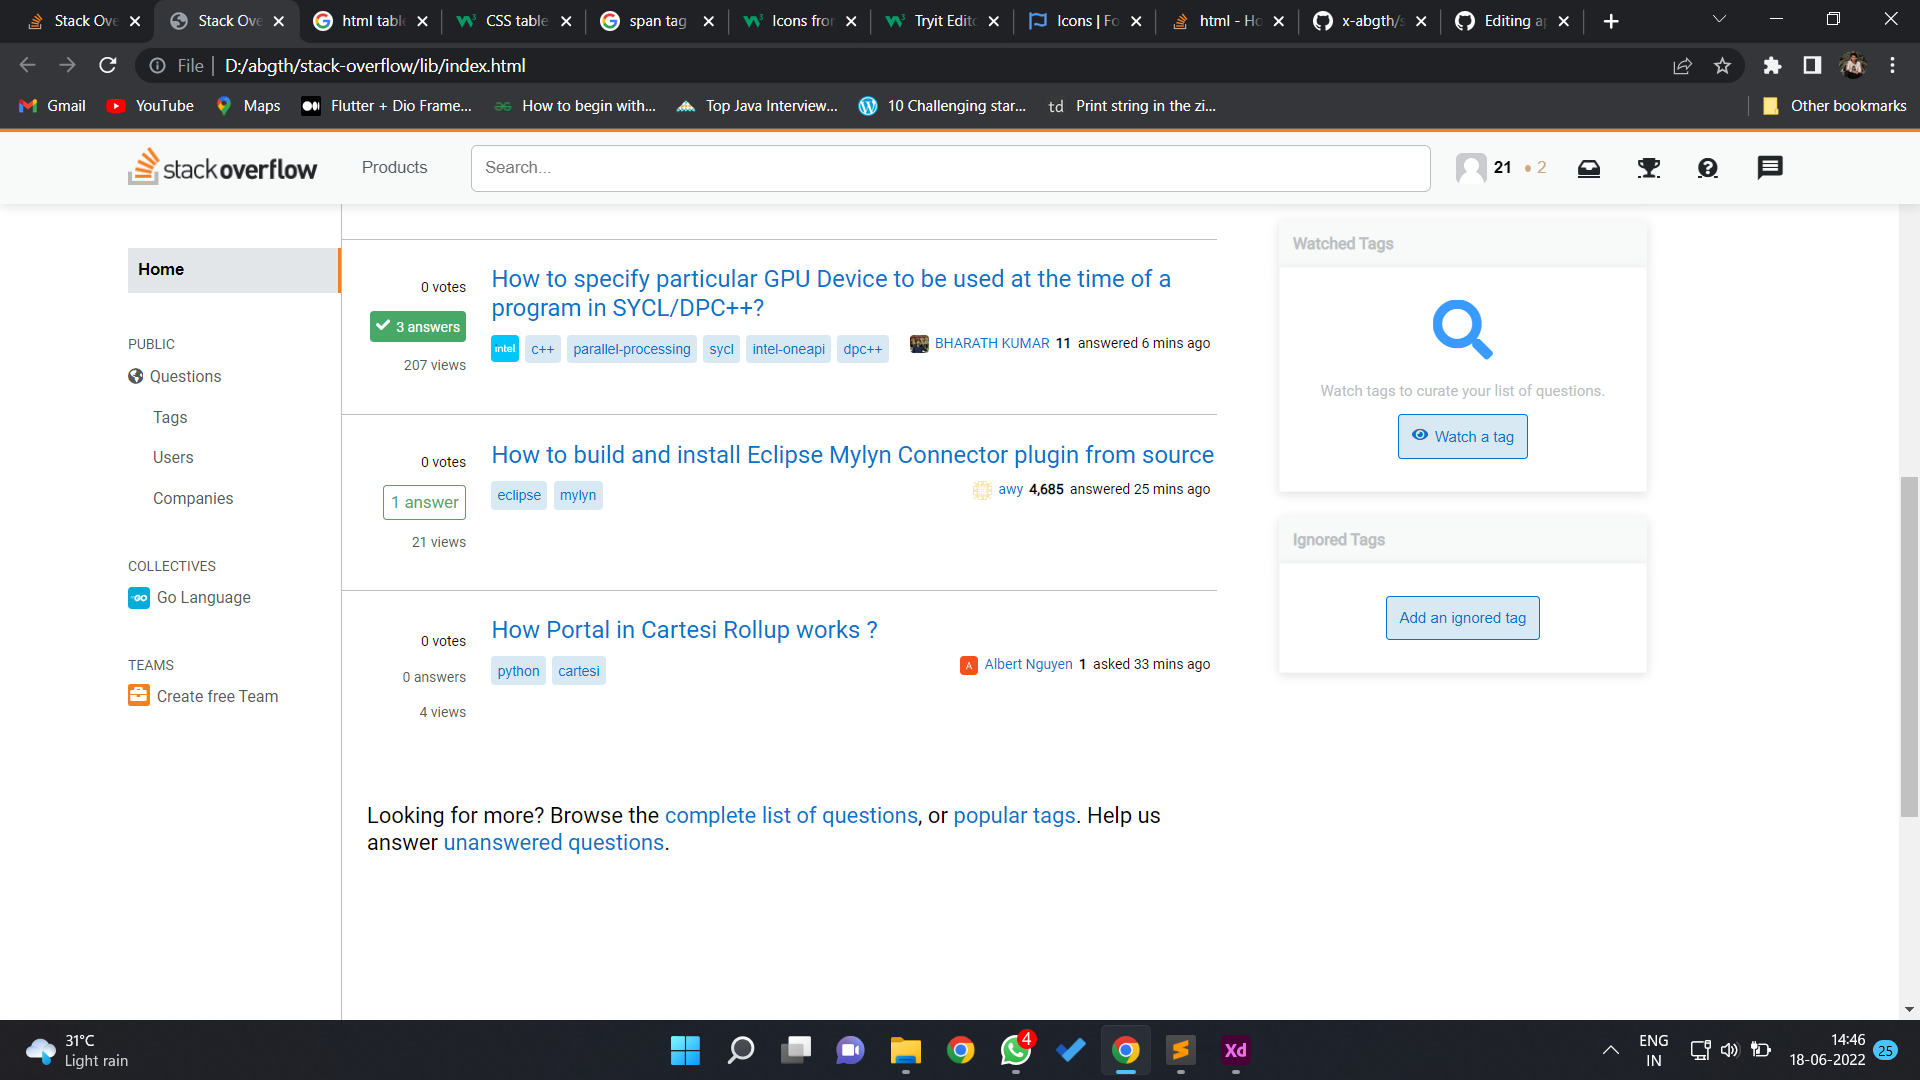 Stack Ove
Stack Ove
html table
CSS table
span tag
Icons fror
Tryit Edit
Icons | Fo
html - Ho
x-abgth/s
Editing ap
File
D:/abgth/stack-overflow/lib/index.html
Gmail
YouTube
Maps
Flutter + Dio Frame...
How to begin with...
Top Java Interview...
10 Challenging star...
td Print string in the zi...
Other bookmarks
stackoverflow
Products
Search...
21 • 2
Home
PUBLIC
Questions
Tags
Users
Companies
COLLECTIVES
GO Go Language
TEAMS
Create free Team
0 votes
3 answers
207 views
How to specify particular GPU Device to be used at the time of a
program in SYCL/DPC++?
intel c++ parallel-processing sycl intel-oneapi dpc++
BHARATH KUMAR 11 answered 6 mins ago
0 votes
1 answer
21 views
How to build and install Eclipse Mylyn Connector plugin from source
eclipse mylyn
awy 4,685 answered 25 mins ago
0 votes
0 answers
4 views
How Portal in Cartesi Rollup works ?
python cartesi
A Albert Nguyen 1 asked 33 mins ago
Looking for more? Browse the complete list of questions, or popular tags. Help us
answer unanswered questions.
Watched Tags
Watch tags to curate your list of questions.
Watch a tag
Ignored Tags
Add an ignored tag
31°C
Light rain
4
Xd
ENG
IN
14:46
18-06-2022
25